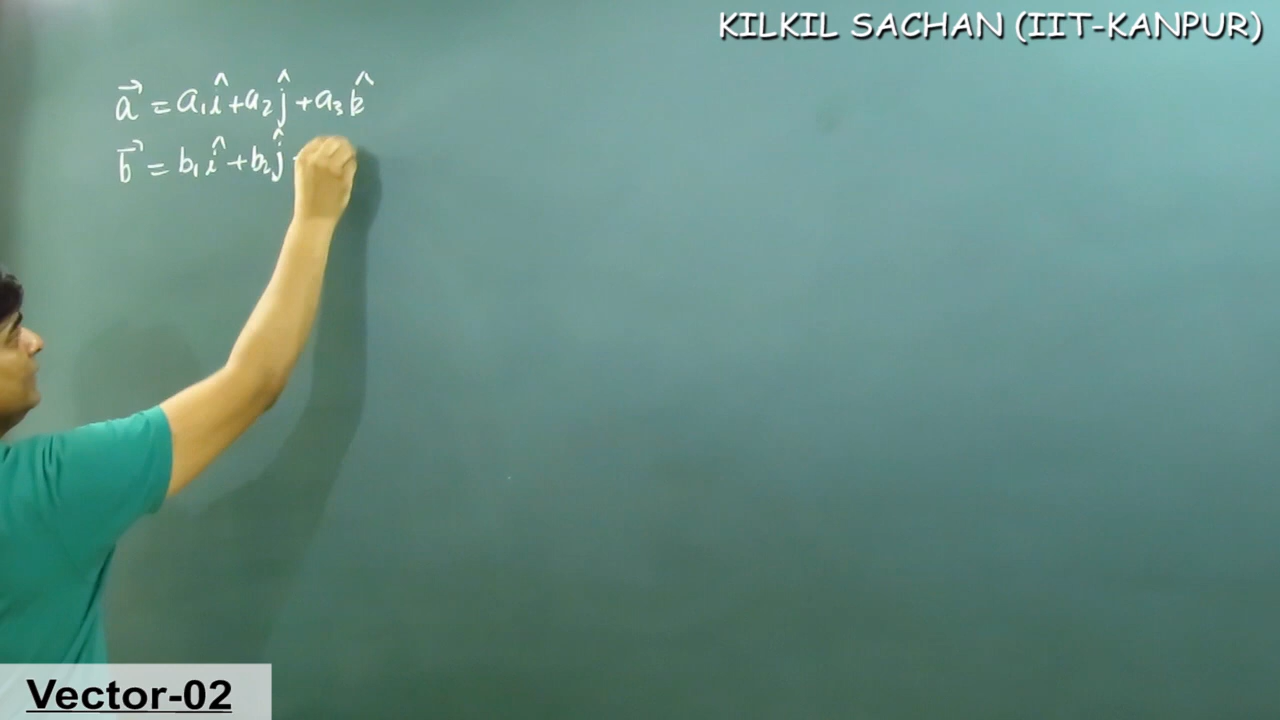 KILKIL SACHAN (IIT-KANPUR)
a⃗ = a₁î + a₂ĵ + a₃k̂
b⃗ = b₁î + b₂ĵ
Vector-02